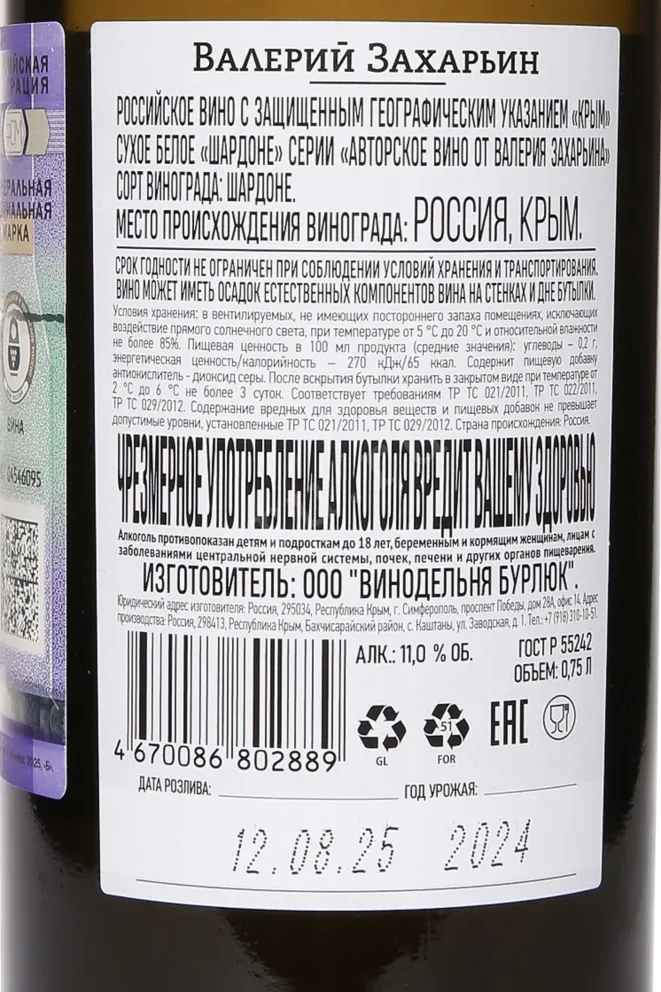 ВАЛЕРИЙ ЗАХАРЬИН
РОССИЙСКОЕ ВИНО С ЗАЩИЩЕННЫМ ГЕОГРАФИЧЕСКИМ УКАЗАНИЕМ «КРЫМ»
СУХОЕ БЕЛОЕ «ШАРДОНЕ» СЕРИИ «АВТОРСКОЕ ВИНО ОТ ВАЛЕРИЯ ЗАХАРЬИНА»
СОРТ ВИНОГРАДА: ШАРДОНЕ.
МЕСТО ПРОИСХОЖДЕНИЯ ВИНОГРАДА: РОССИЯ, КРЫМ.
СРОК ГОДНОСТИ НЕ ОГРАНИЧЕН ПРИ СОБЛЮДЕНИИ УСЛОВИЙ ХРАНЕНИЯ И ТРАНСПОРТИРОВАНИЯ.
ВИНО МОЖЕТ ИМЕТЬ ОСАДОК ЕСТЕСТВЕННЫХ КОМПОНЕНТОВ ВИНА НА СТЕНКАХ И ДНЕ БУТЫЛКИ.
Условия хранения: в вентилируемых, не имеющих постороннего запаха помещениях, исключающих
воздействие прямого солнечного света, при температуре от 5 °С до 20 °С и относительной влажности
не более 85%. Пищевая ценность в 100 мл продукта (средние значения): углеводы – 0,2 г,
энергетическая ценность/калорийность – 270 кДж/65 ккал. Содержит пищевую добавку
антиокислитель - диоксид серы. После вскрытия бутылки хранить в закрытом виде при температуре от
2 °С до 6 °С не более 3 суток. Соответствует требованиям ТР ТС 021/2011, ТР ТС 022/2011,
ТР ТС 029/2012. Содержание вредных для здоровья веществ и пищевых добавок не превышает
допустимые уровни, установленные ТР ТС 021/2011, ТР ТС 029/2012. Страна происхождения: Россия.
ЧРЕЗМЕРНОЕ УПОТРЕБЛЕНИЕ АЛКОГОЛЯ ВРЕДИТ ВАШЕМУ ЗДОРОВЬЮ
Алкоголь противопоказан детям и подросткам до 18 лет, беременным и кормящим женщинам, лицам с
заболеваниями центральной нервной системы, почек, печени и других органов пищеварения.
ИЗГОТОВИТЕЛЬ: ООО "ВИНОДЕЛЬНЯ БУРЛЮК".
Юридический адрес изготовителя: Россия, 295034, Республика Крым, г. Симферополь, проспект Победы, дом 28А, офис 14. Адрес
производства: Россия, 298413, Республика Крым, Бахчисарайский район, с. Каштаны, ул. Заводская, д. 1. Тел.: +7 (918) 310-10-51.
АЛК.: 11,0 % ОБ.
ГОСТ Р 55242
ОБЪЕМ: 0,75 Л
GL
51
FOR
EAC
4 670086 802889
ДАТА РОЗЛИВА:
ГОД УРОЖАЯ:
12.08.25 2024
МАРКА
ВИНА
04546095